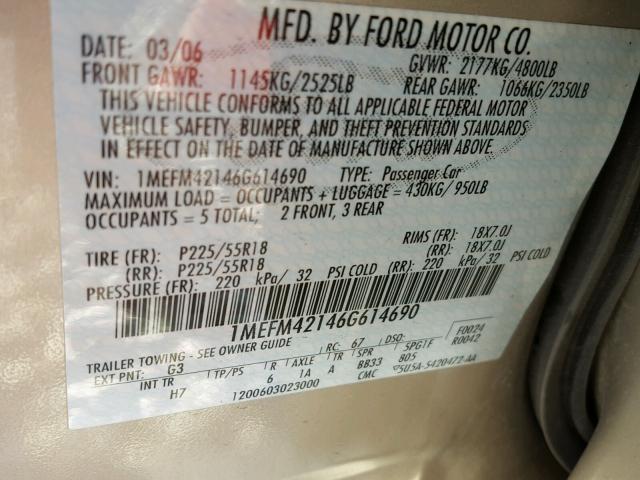 MFD. BY FORD MOTOR CO.
DATE: 03/06 GVWR: 2177KG/4800LB
FRONT GAWR: 1145KG/2525LB REAR GAWR: 1066KG/2350LB
THIS VEHICLE CONFORMS TO ALL APPLICABLE FEDERAL MOTOR
VEHICLE SAFETY, BUMPER, AND THEFT PREVENTION STANDARDS
IN EFFECT ON THE DATE OF MANUFACTURE SHOWN ABOVE.
VIN: 1MEFM42146G614690 TYPE: Passenger Car
MAXIMUM LOAD = OCCUPANTS + LUGGAGE = 430KG/950LB
OCCUPANTS = 5 TOTAL; 2 FRONT, 3 REAR
TIRE (FR): P225/55R18 RIMS (FR): 18X7.0J
(RR): P225/55R18 (RR): 18X7.0J
PRESSURE (FR): 220 kPa/ 32 PSI COLD (RR): 220 kPa/ 32 PSI COLD
1MEFM42146G614690
TRAILER TOWING - SEE OWNER GUIDE RC: 67 DSO: F0024
EXT PNT: G3 R0042
INT TR TP/PS R AXLE TR SPR 5PGTF
H7 6 1A A BB33 805
1200603023000 CMC 5U5A-5420472-AA